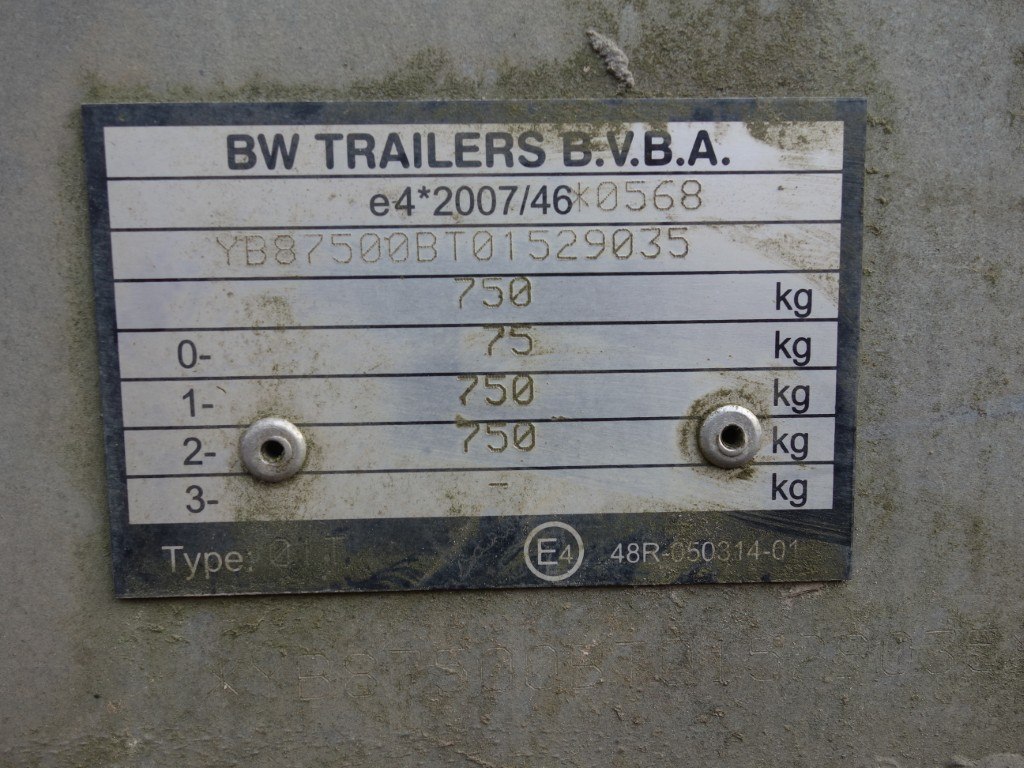 BW TRAILERS B.V.B.A.
e4*2007/46*0568
YB87500BT01529035
750 kg
0- 75 kg
1- 750 kg
2- 750 kg
3- - kg
Type: E4 48R-050314-01